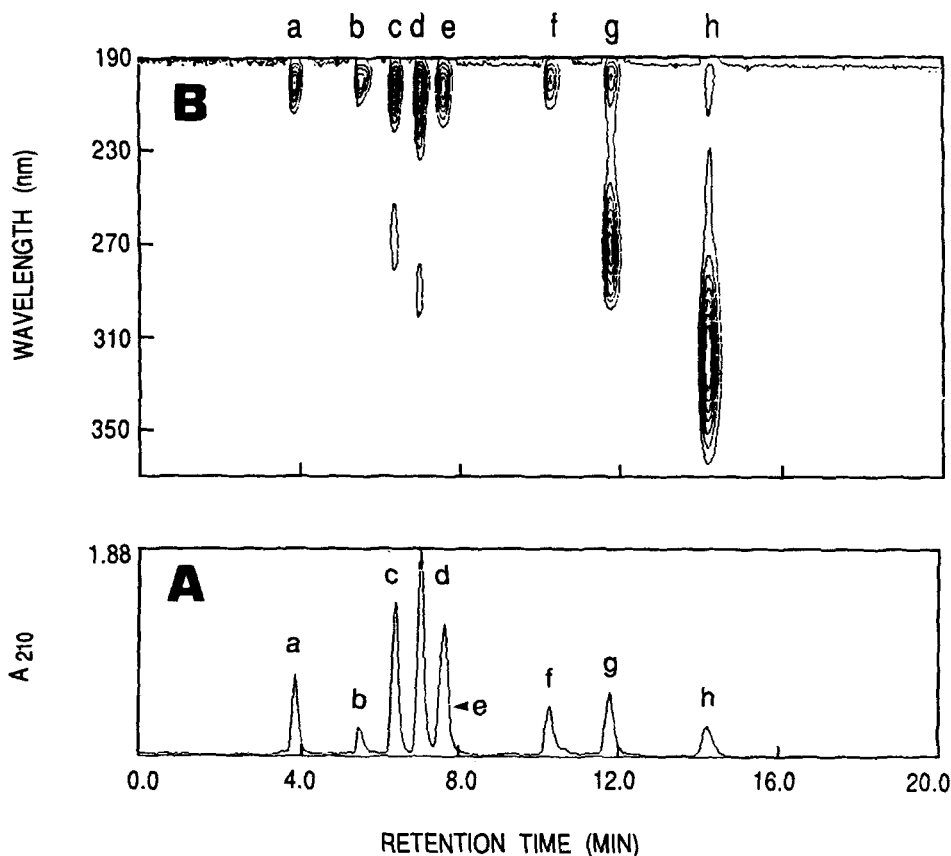 a b c d e f g h
190
B
230
270
310
350
WAVELENGTH (nm)
1.88
A
c
d
a
b
e
f
g
h
A 210
0.0 4.0 8.0 12.0 16.0 20.0
RETENTION TIME (MIN)